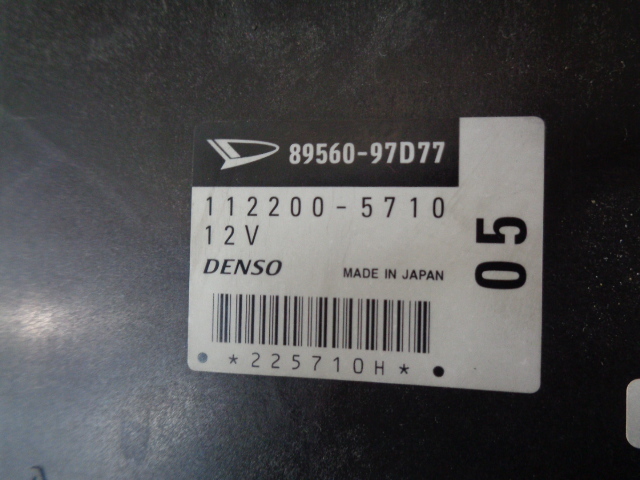 89560-97D77
112200-5710
12V
DENSO MADE IN JAPAN
05
*225710H*